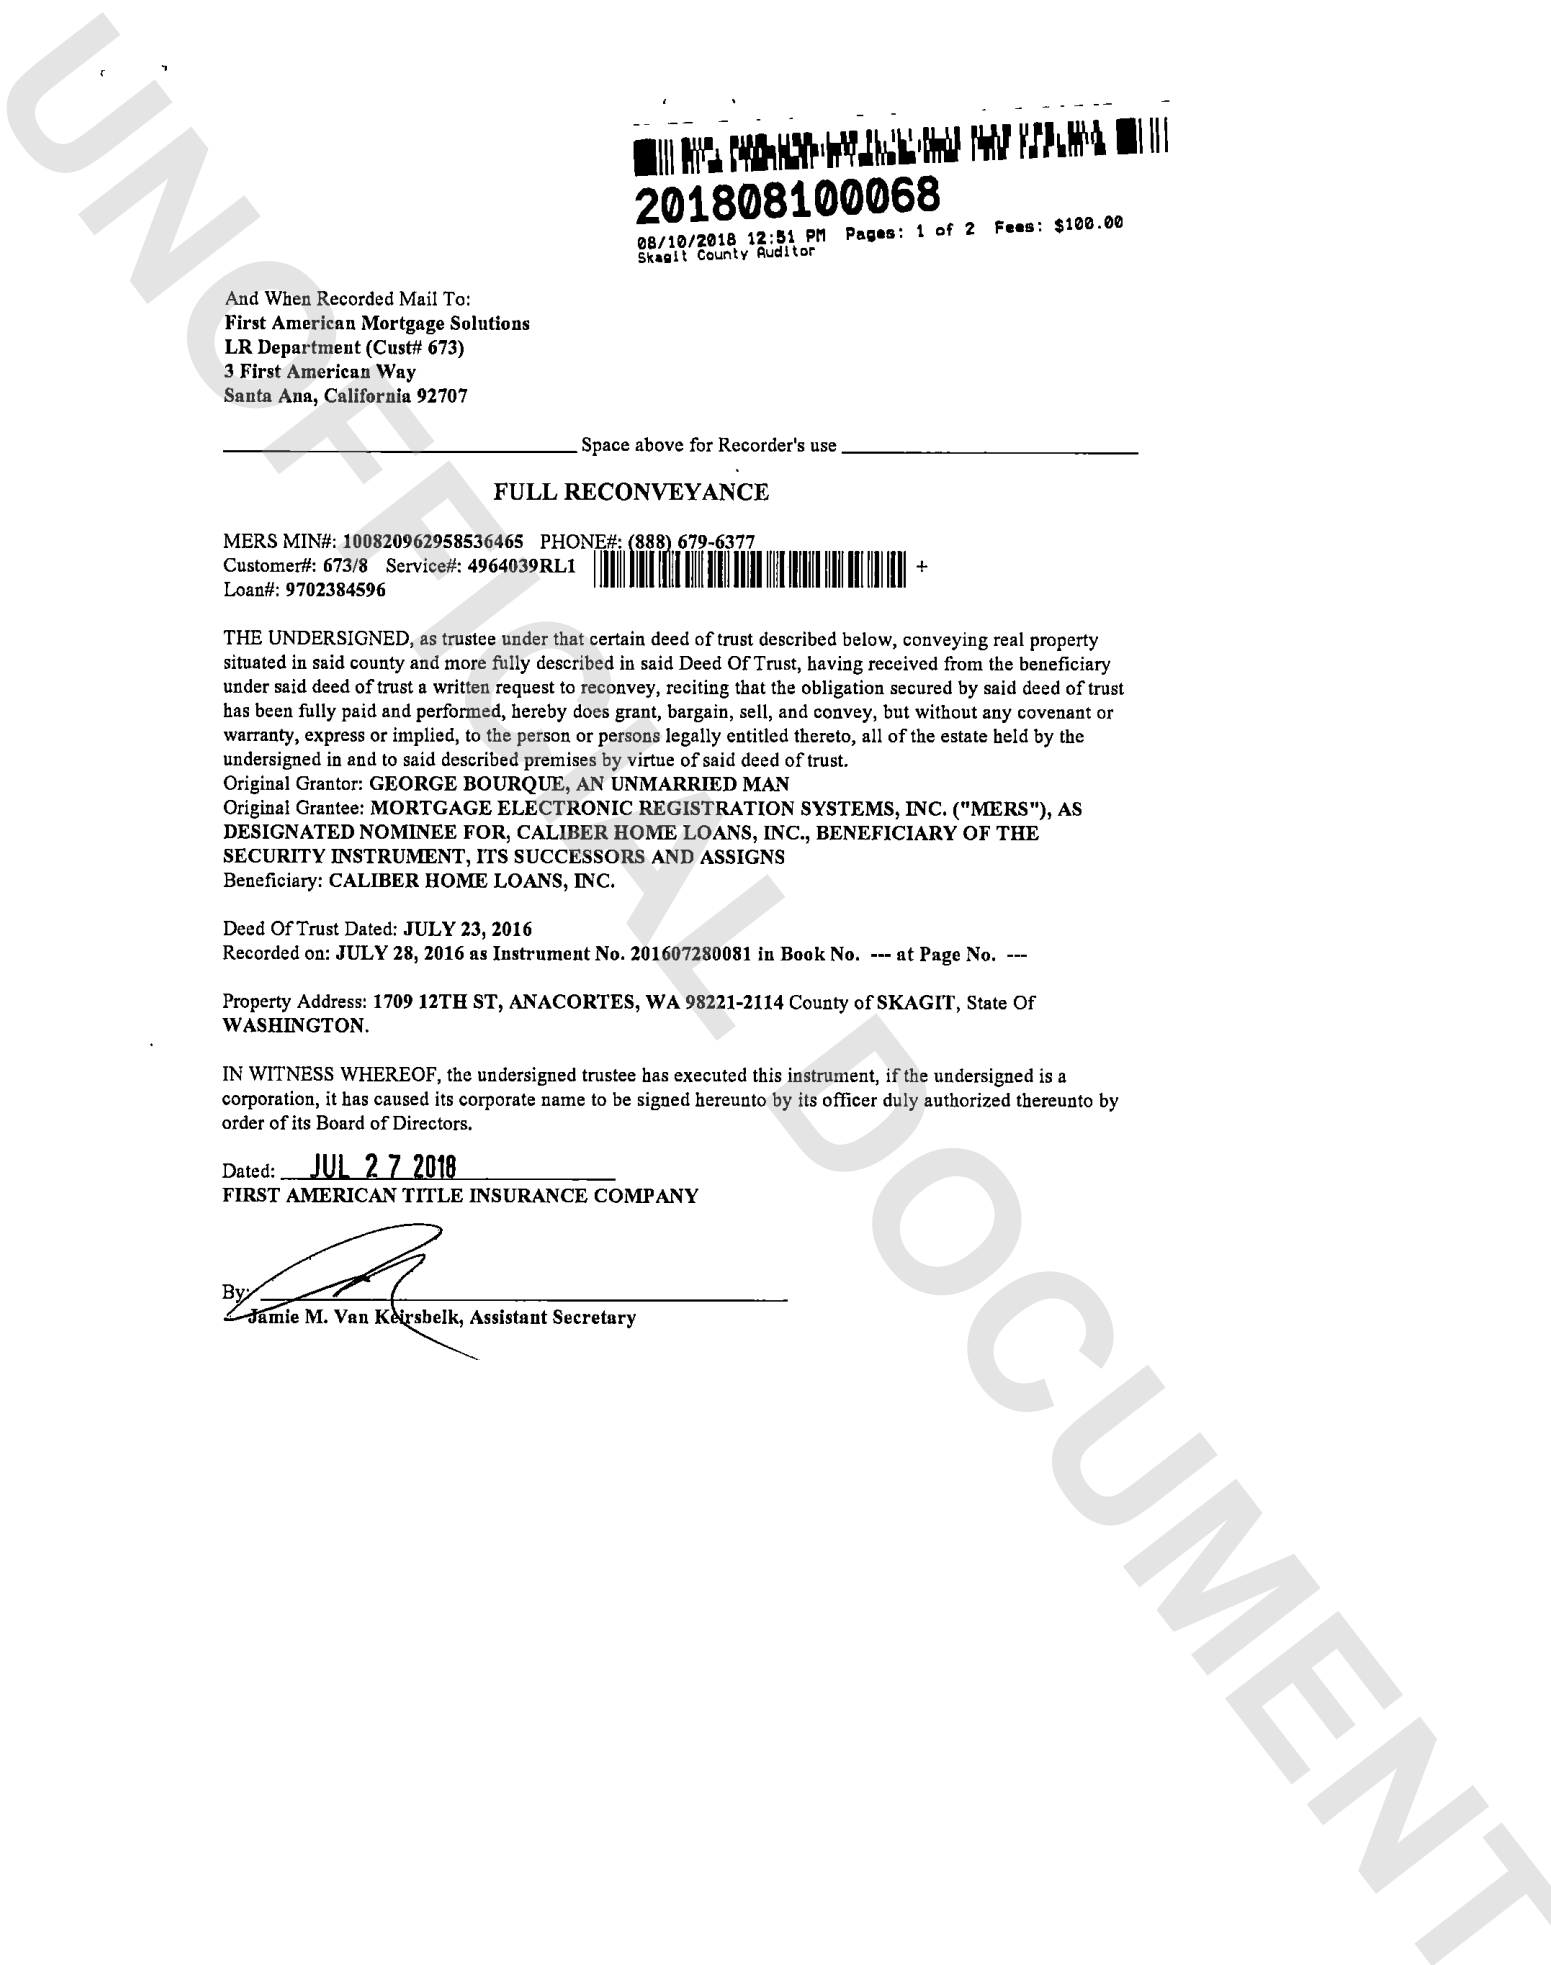 201808100068
08/10/2018 12:51 PM Pages: 1 of 2 Fees: $100.00
Skagit County Auditor
And When Recorded Mail To:
First American Mortgage Solutions
LR Department (Cust# 673)
3 First American Way
Santa Ana, California 92707
Space above for Recorder's use
FULL RECONVEYANCE
MERS MIN#: 100820962958536465 PHONE#: (888) 679-6377
Customer#: 673/8 Service#: 4964039RL1 +
Loan#: 9702384596
THE UNDERSIGNED, as trustee under that certain deed of trust described below, conveying real property
situated in said county and more fully described in said Deed Of Trust, having received from the beneficiary
under said deed of trust a written request to reconvey, reciting that the obligation secured by said deed of trust
has been fully paid and performed, hereby does grant, bargain, sell, and convey, but without any covenant or
warranty, express or implied, to the person or persons legally entitled thereto, all of the estate held by the
undersigned in and to said described premises by virtue of said deed of trust.
Original Grantor: GEORGE BOURQUE, AN UNMARRIED MAN
Original Grantee: MORTGAGE ELECTRONIC REGISTRATION SYSTEMS, INC. ("MERS"), AS
DESIGNATED NOMINEE FOR, CALIBER HOME LOANS, INC., BENEFICIARY OF THE
SECURITY INSTRUMENT, ITS SUCCESSORS AND ASSIGNS
Beneficiary: CALIBER HOME LOANS, INC.
Deed Of Trust Dated: JULY 23, 2016
Recorded on: JULY 28, 2016 as Instrument No. 201607280081 in Book No. --- at Page No. ---
Property Address: 1709 12TH ST, ANACORTES, WA 98221-2114 County of SKAGIT, State Of
WASHINGTON.
IN WITNESS WHEREOF, the undersigned trustee has executed this instrument, if the undersigned is a
corporation, it has caused its corporate name to be signed hereunto by its officer duly authorized thereunto by
order of its Board of Directors.
Dated: JUL 27 2018
FIRST AMERICAN TITLE INSURANCE COMPANY
By:
Jamie M. Van Keirsbelk, Assistant Secretary
UNOFFICIAL DOCUMENT